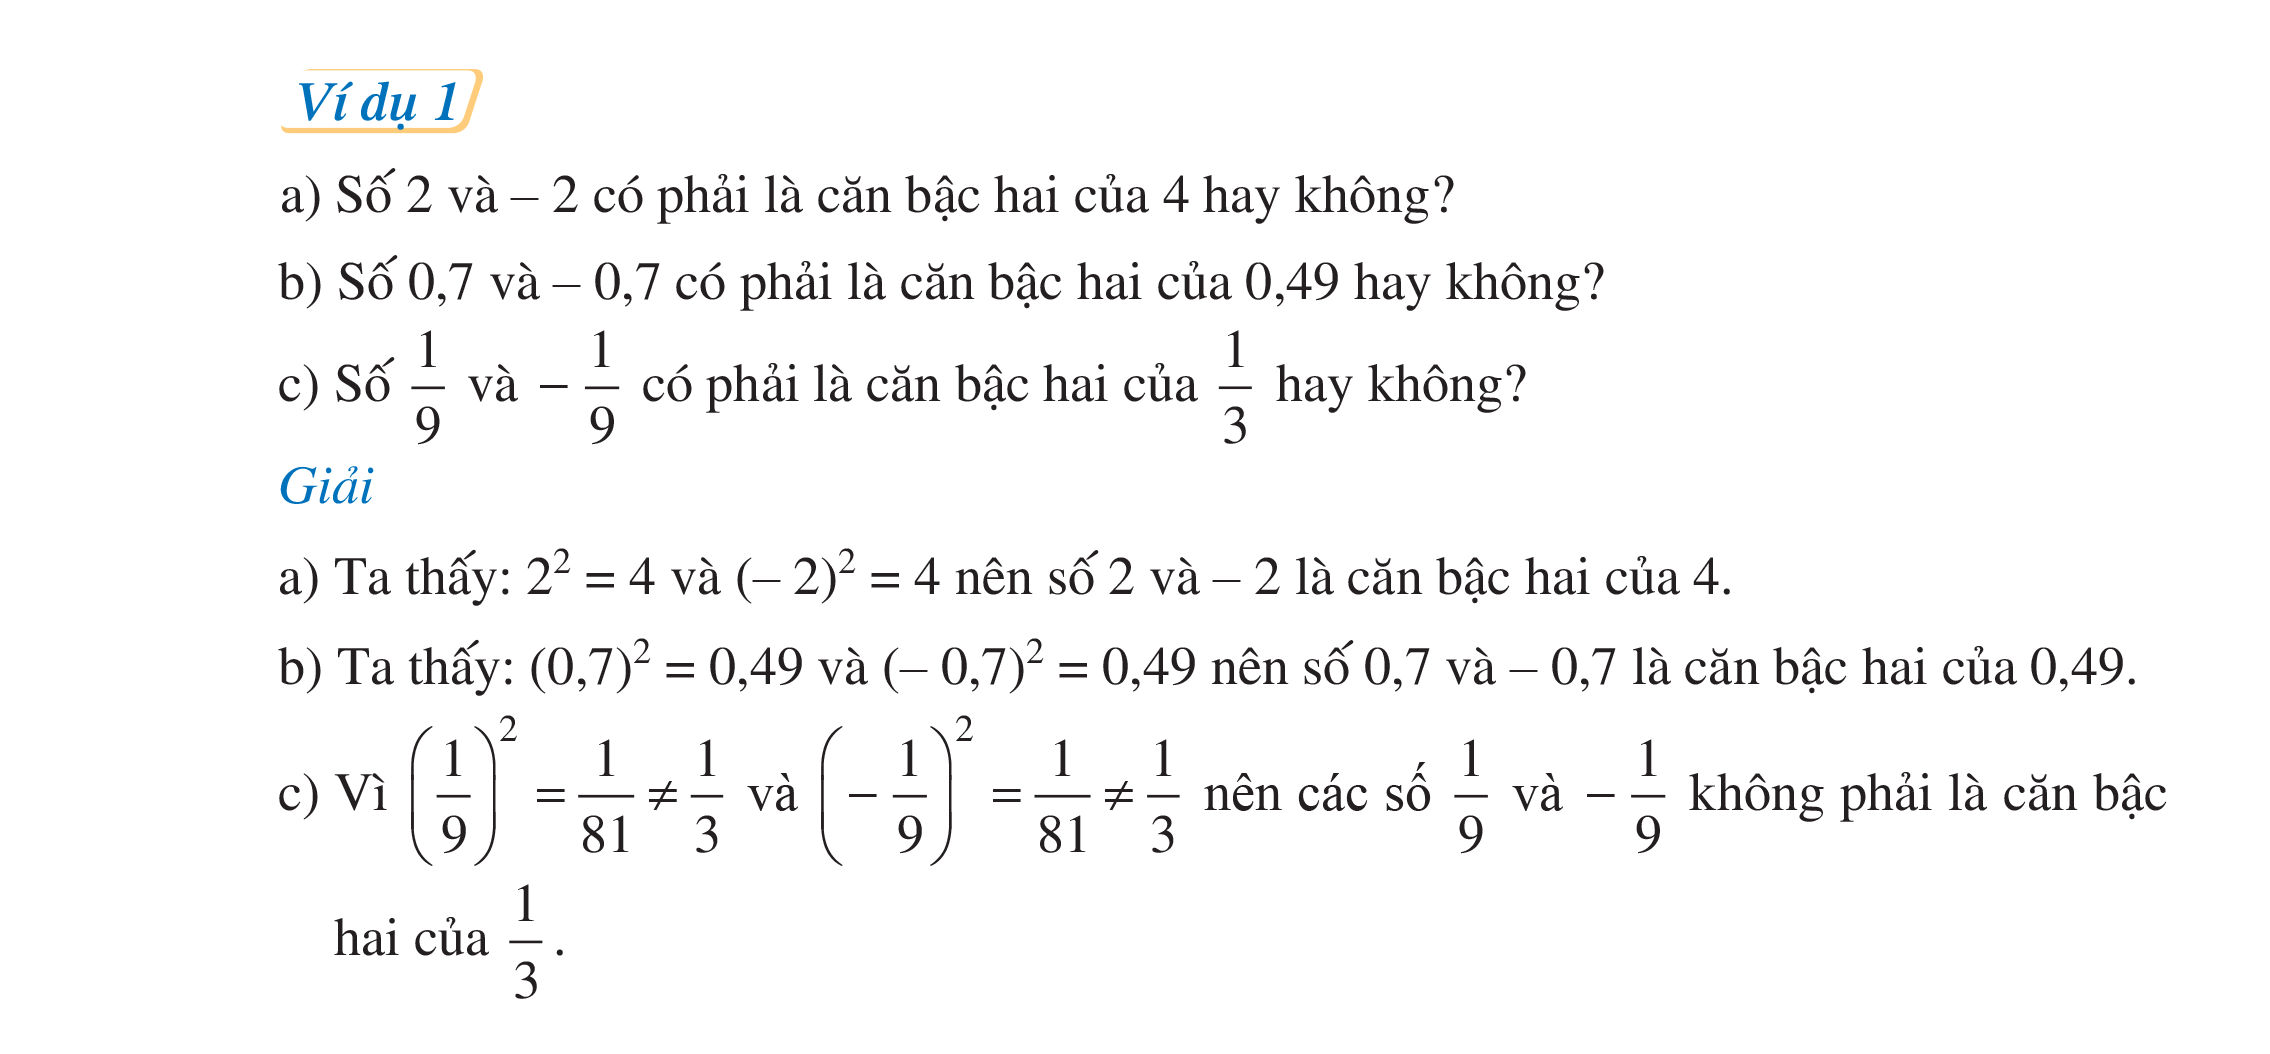 Ví dụ 1
a) Số 2 và – 2 có phải là căn bậc hai của 4 hay không?
b) Số 0,7 và – 0,7 có phải là căn bậc hai của 0,49 hay không?
c) Số 1/9 và – 1/9 có phải là căn bậc hai của 1/3 hay không?
Giải
a) Ta thấy: 2² = 4 và (– 2)² = 4 nên số 2 và – 2 là căn bậc hai của 4.
b) Ta thấy: (0,7)² = 0,49 và (– 0,7)² = 0,49 nên số 0,7 và – 0,7 là căn bậc hai của 0,49.
c) Vì (1/9)² = 1/81 ≠ 1/3 và (– 1/9)² = 1/81 ≠ 1/3 nên các số 1/9 và – 1/9 không phải là căn bậc
hai của 1/3.